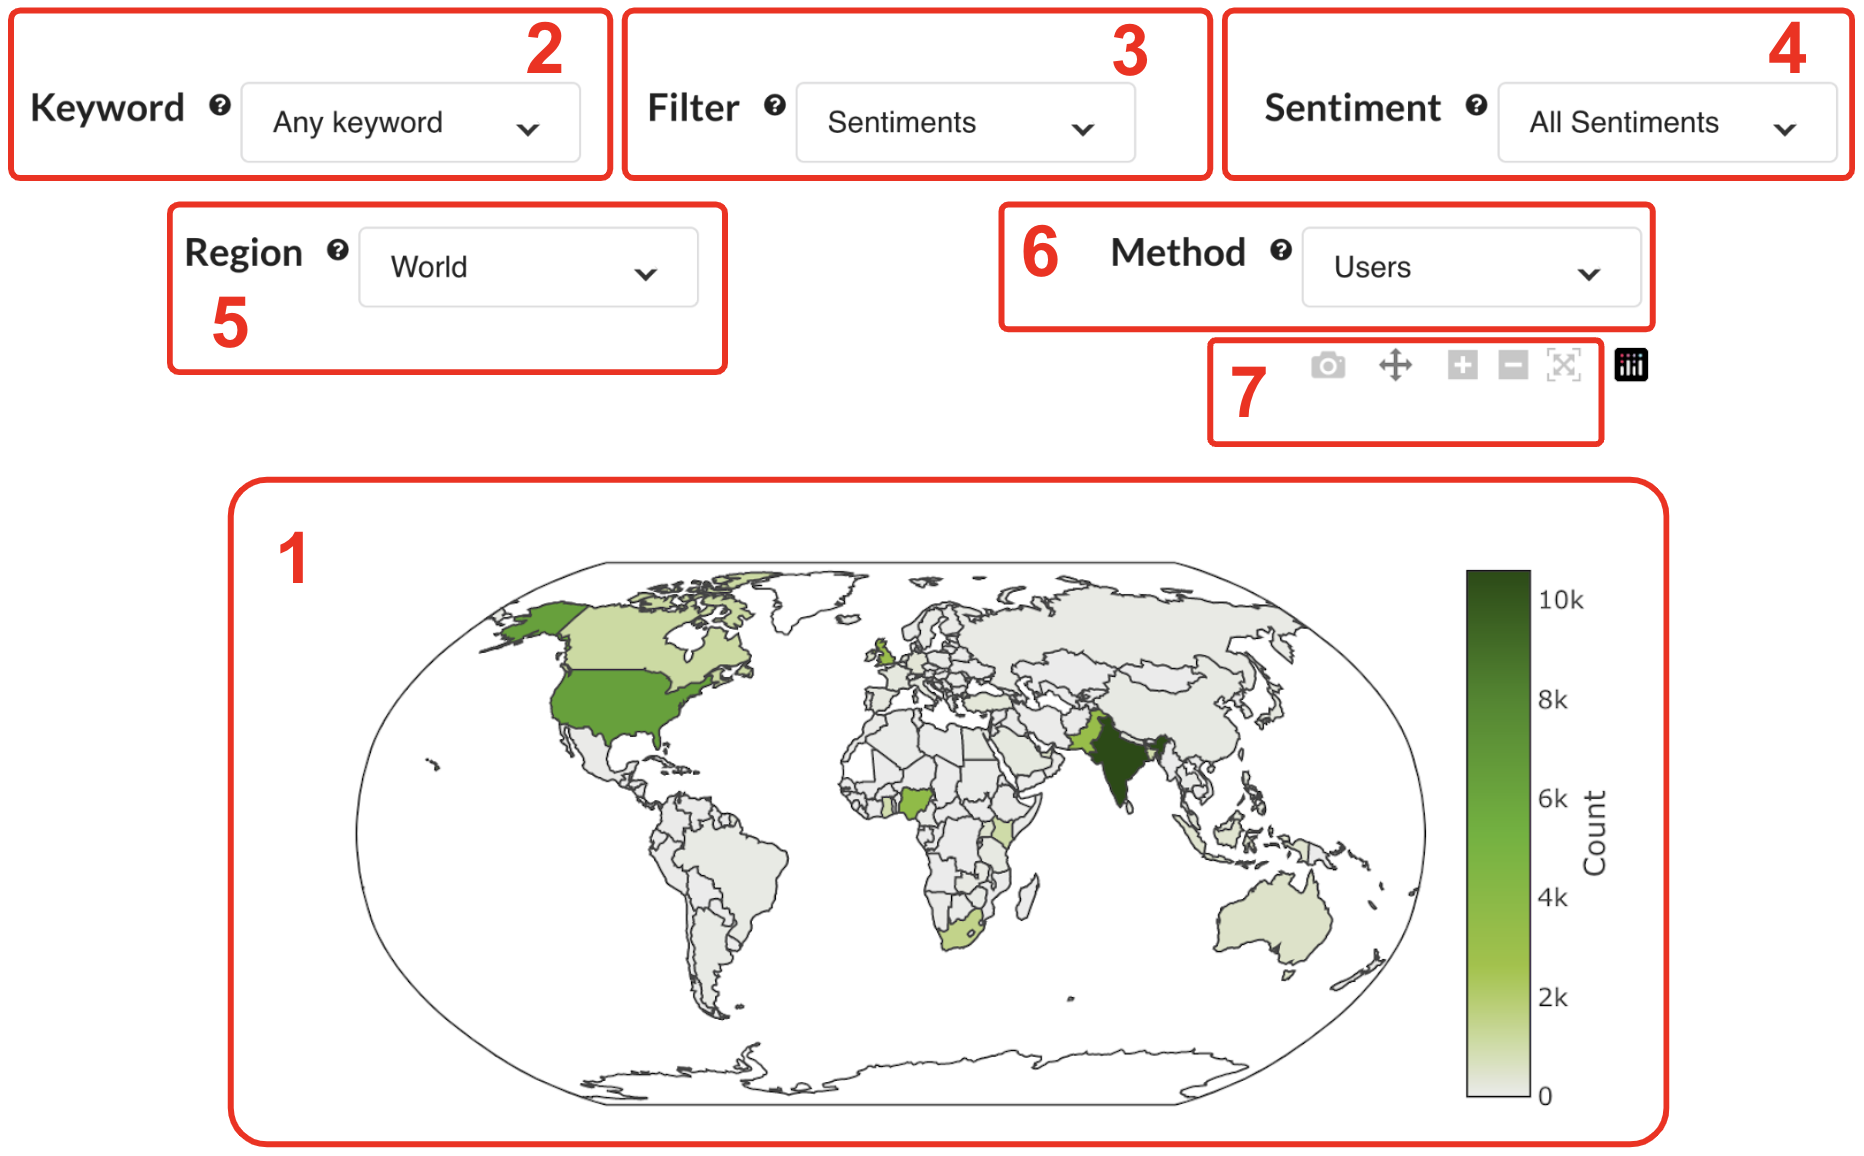 2
3
4
Keyword ? Any keyword
Filter ? Sentiments
Sentiment ? All Sentiments
Region ? World
5
6 Method ? Users
7
1
10k
8k
6k
4k
2k
0
Count